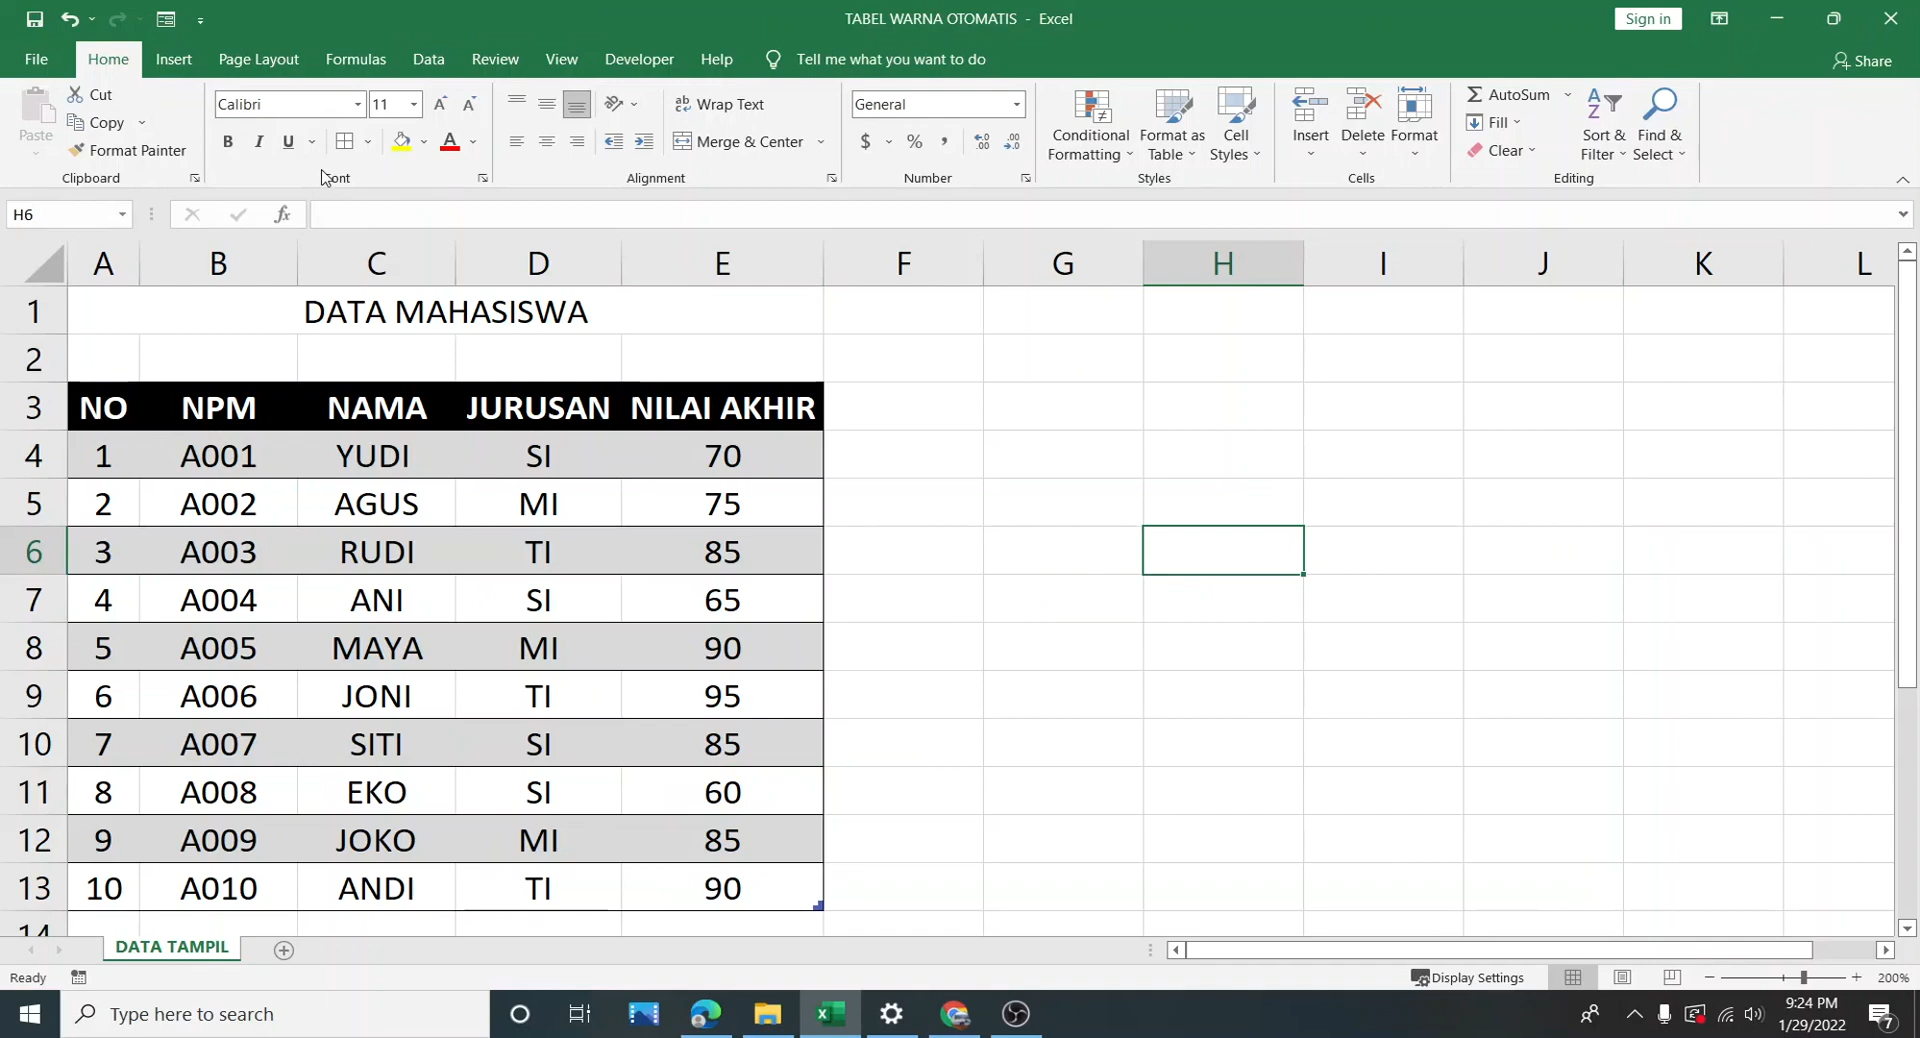 TABEL WARNA OTOMATIS - Excel
Sign in
File Home Insert Page Layout Formulas Data Review View Developer Help Tell me what you want to do Share
Paste
Cut
Copy
Format Painter
Clipboard
Calibri 11
B I U A
Font
Wrap Text
Merge & Center
Alignment
General
$ % ,
Number
Conditional Formatting
Format as Table
Cell Styles
Styles
Insert
Delete
Format
Cells
AutoSum
Fill
Clear
Sort & Filter
Find & Select
Editing
H6 fx
A B C D E F G H I J K L
1 DATA MAHASISWA
2
3 NO NPM NAMA JURUSAN NILAI AKHIR
4 1 A001 YUDI SI 70
5 2 A002 AGUS MI 75
6 3 A003 RUDI TI 85
7 4 A004 ANI SI 65
8 5 A005 MAYA MI 90
9 6 A006 JONI TI 95
10 7 A007 SITI SI 85
11 8 A008 EKO SI 60
12 9 A009 JOKO MI 85
13 10 A010 ANDI TI 90
14
DATA TAMPIL
Ready Display Settings 200%
Type here to search
9:24 PM
1/29/2022
7